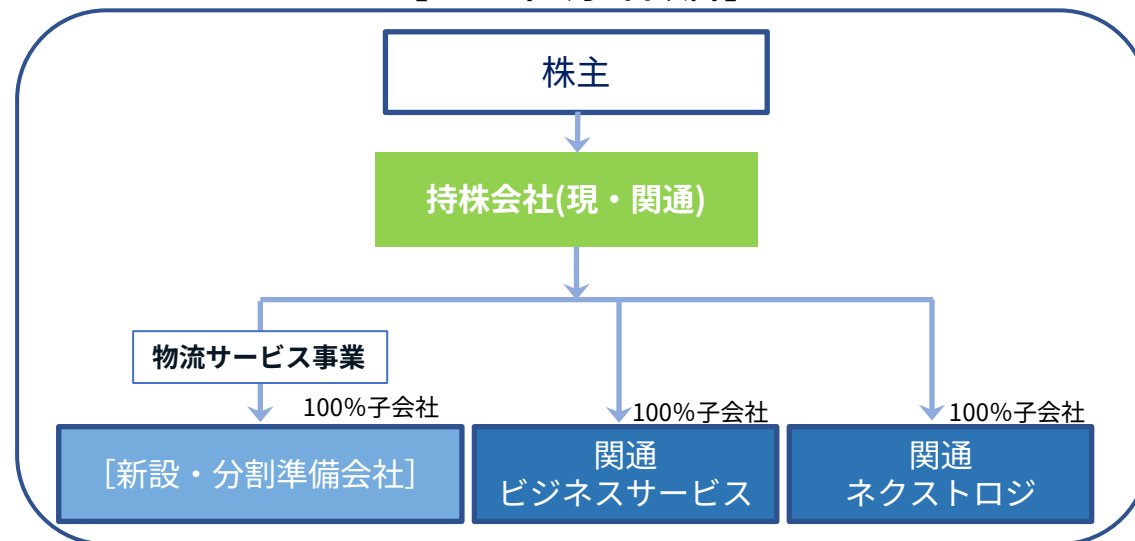 株主
持株会社(現・関通)
物流サービス事業
100%子会社
100%子会社
100%子会社
［新設・分割準備会社］
関通
ビジネスサービス
関通
ネクストロジ